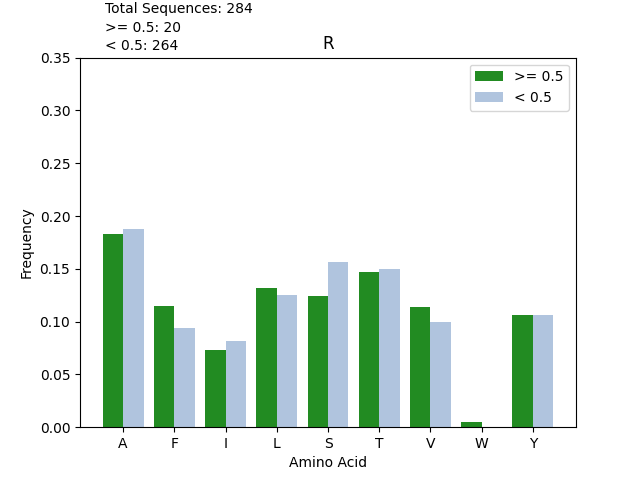 Total Sequences: 284
>= 0.5: 20
< 0.5: 264
R
>= 0.5
< 0.5
0.35
0.30
0.25
0.20
0.15
0.10
0.05
0.00
Frequency
A F I L S T V W Y
Amino Acid